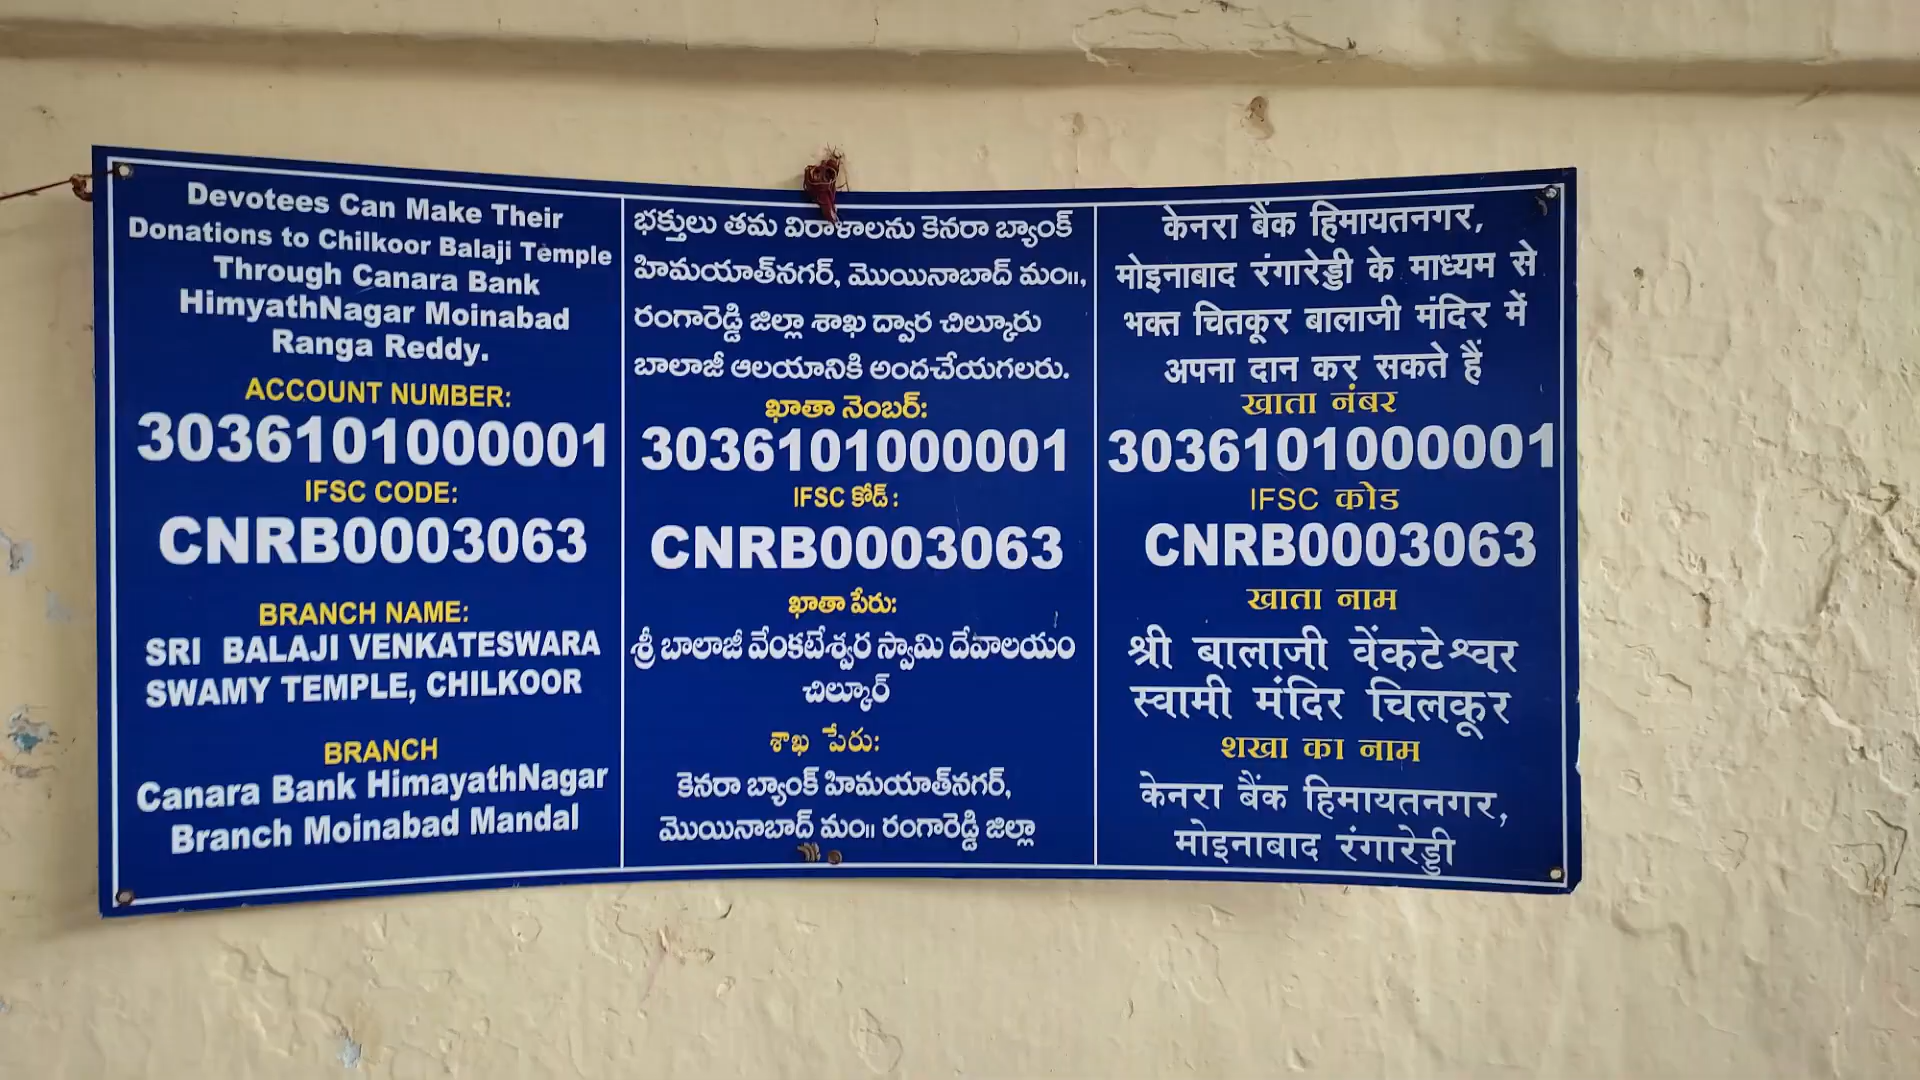 Devotees Can Make Their
Donations to Chilkoor Balaji Temple
Through Canara Bank
HimyathNagar Moinabad
Ranga Reddy.
ACCOUNT NUMBER:
3036101000001
IFSC CODE:
CNRB0003063
BRANCH NAME:
SRI BALAJI VENKATESWARA
SWAMY TEMPLE, CHILKOOR
BRANCH
Canara Bank HimayathNagar
Branch Moinabad Mandal
భక్తులు తమ విరాళాలను కెనరా బ్యాంక్
హిమయాత్‌నగర్, మొయినాబాద్ మం॥,
రంగారెడ్డి జిల్లా శాఖ ద్వార చిల్కూరు
బాలాజీ ఆలయానికి అందచేయగలరు.
ఖాతా నెంబర్:
3036101000001
IFSC కోడ్ :
CNRB0003063
ఖాతా పేరు:
శ్రీ బాలాజీ వేంకటేశ్వర స్వామి దేవాలయం
చిల్కూర్
శాఖ పేరు:
కెనరా బ్యాంక్ హిమయాత్‌నగర్,
మొయినాబాద్ మం॥ రంగారెడ్డి జిల్లా
केनरा बैंक हिमायतनगर,
मोइनाबाद रंगारेड्डी के माध्यम से
भक्त चितकूर बालाजी मंदिर में
अपना दान कर सकते हैं
खाता नंबर
3036101000001
IFSC कोड
CNRB0003063
खाता नाम
श्री बालाजी वेंकटेश्वर
स्वामी मंदिर चिलकूर
शखा का नाम
केनरा बैंक हिमायतनगर,
मोइनाबाद रंगारेड्डी